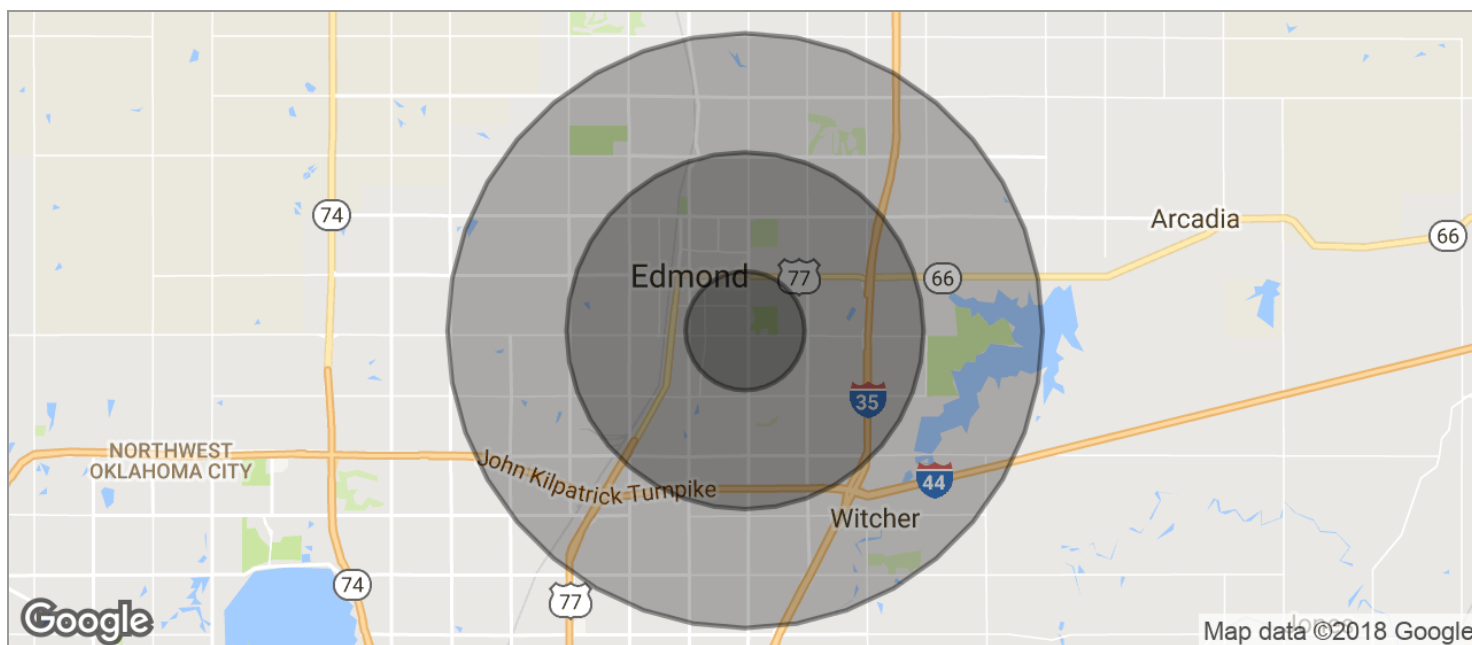 74
Arcadia
66
Edmond
77
66
35
NORTHWEST
OKLAHOMA CITY
John Kilpatrick Turnpike
44
Witcher
74
77
Google
Map data ©2018 Google